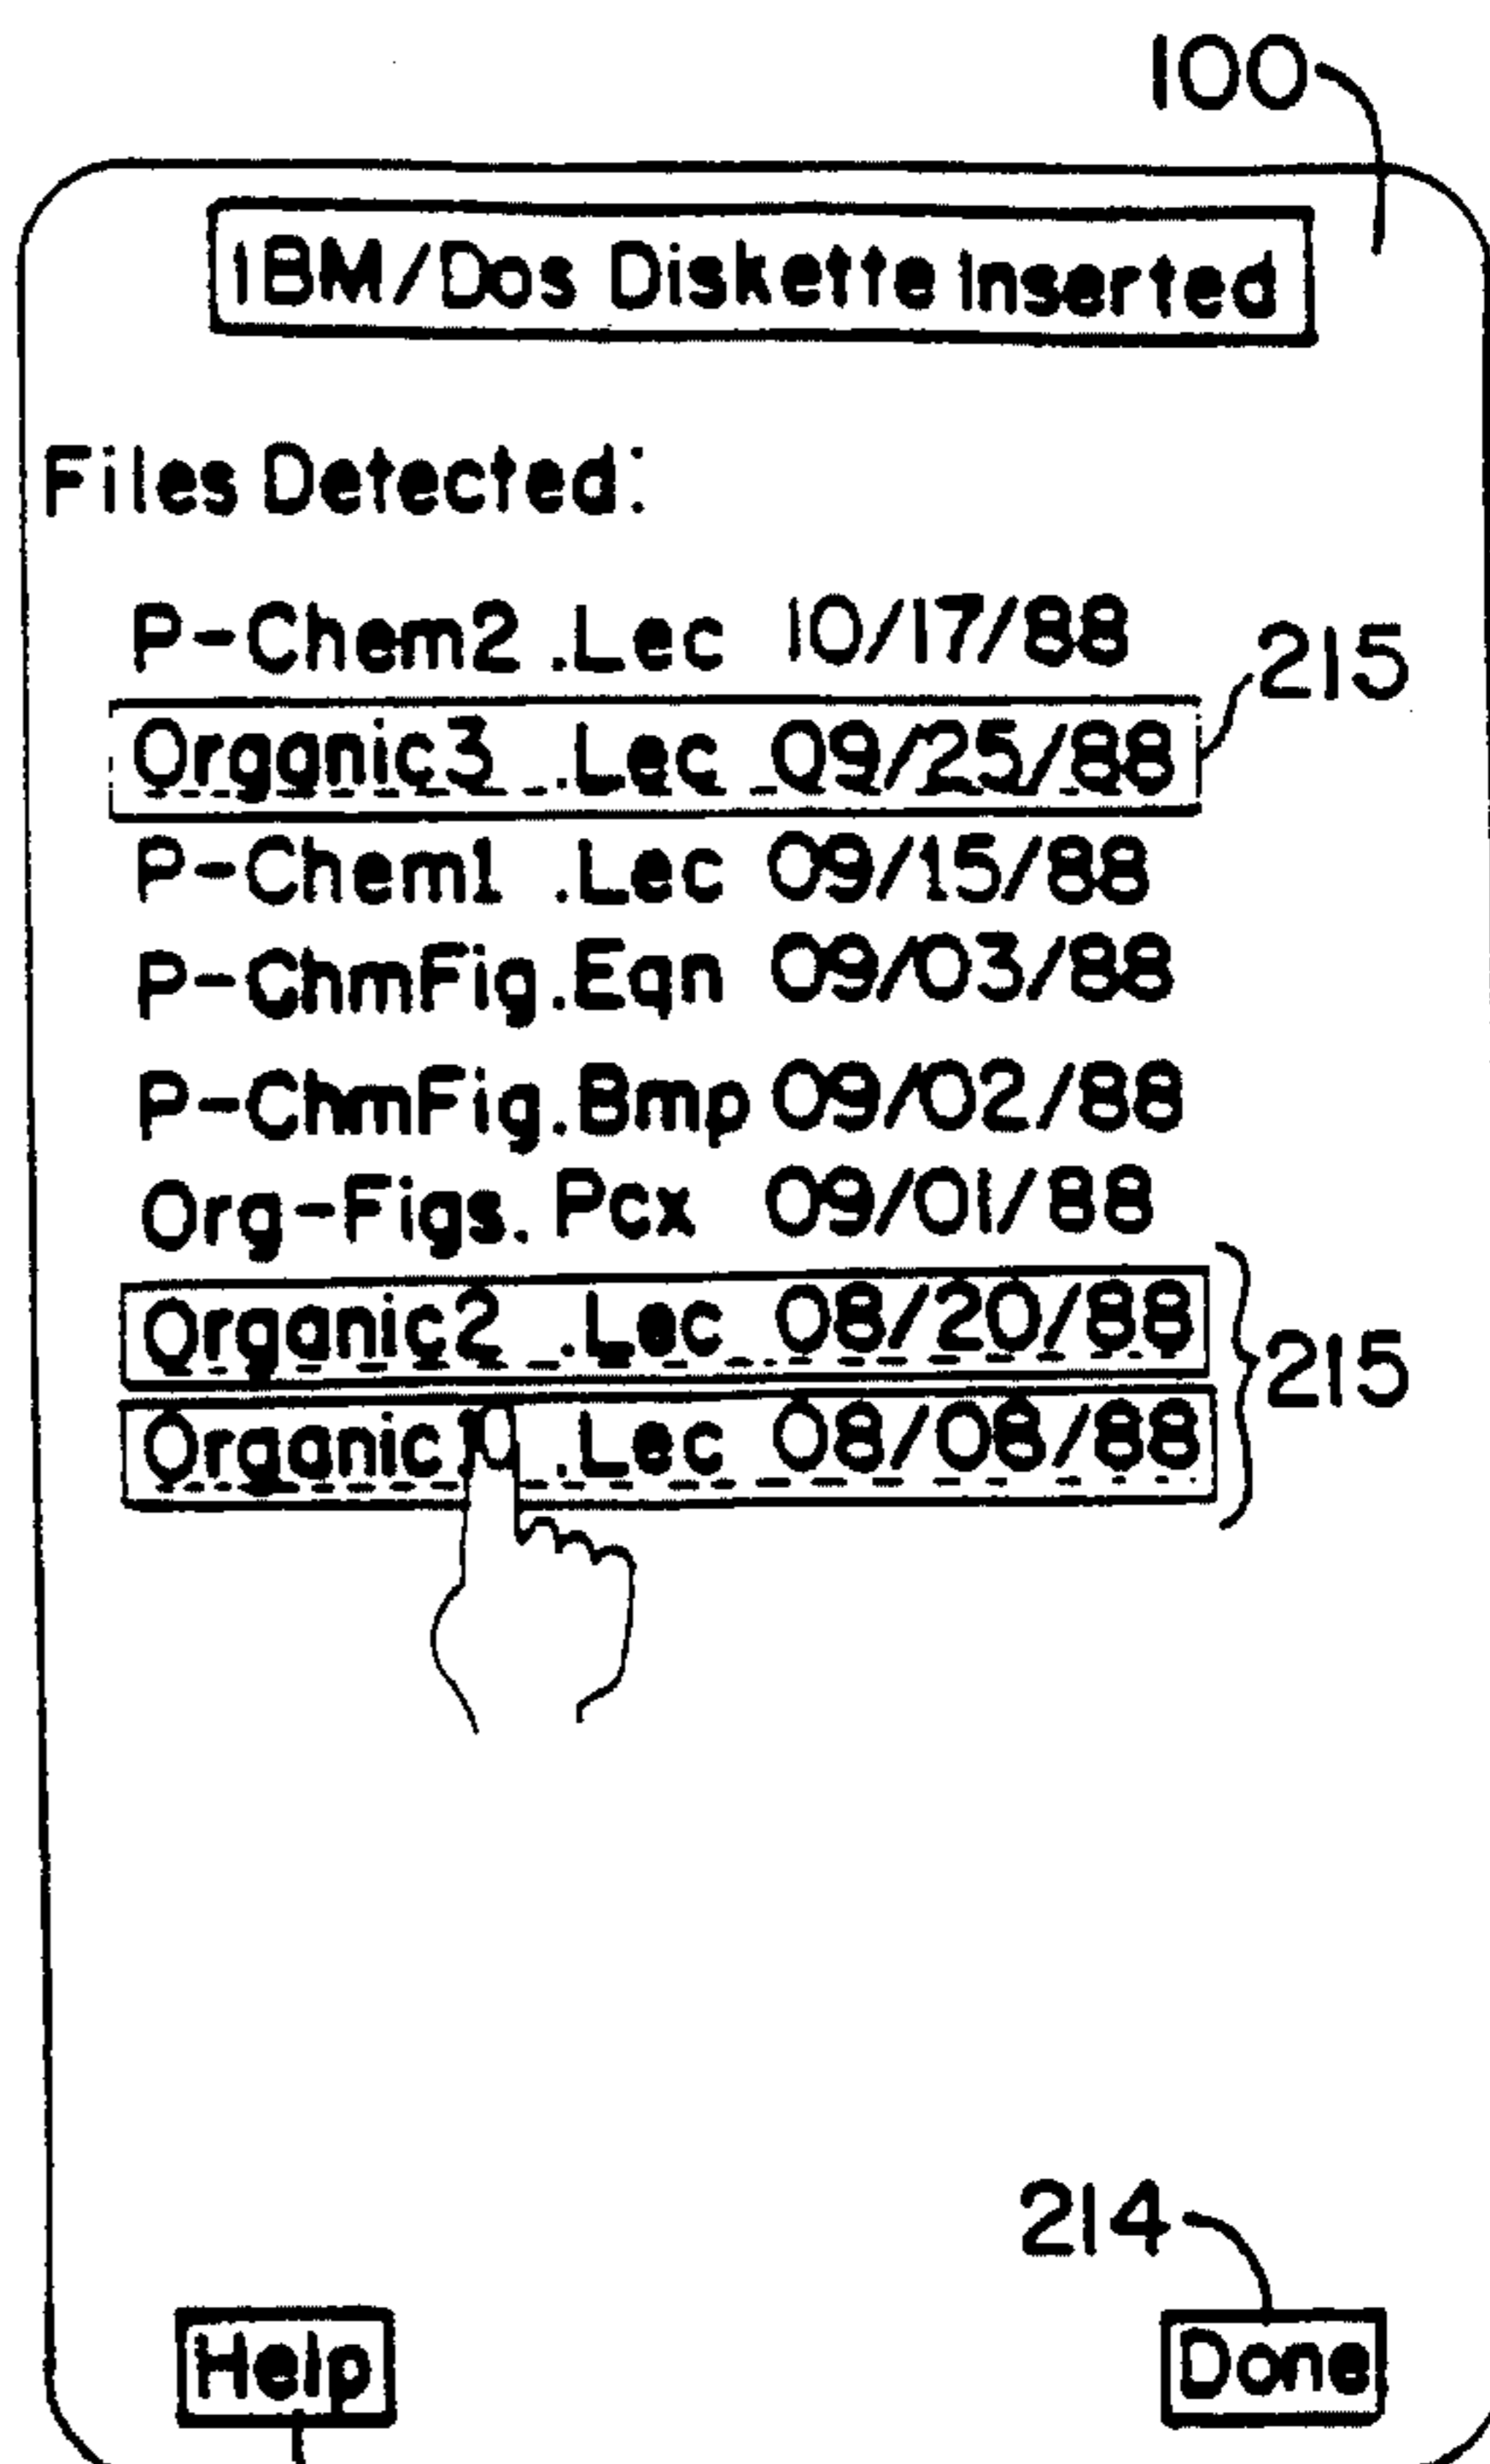 100
IBM/Dos Diskette Inserted
Files Detected:
P-Chem2 .Lec 10/17/88
215
Organic3 .Lec 09/25/88
P-Chem1 .Lec 09/15/88
P-ChmFig.Eqn 09/03/88
P-ChmFig.Bmp 09/02/88
Org-Figs.Pcx 09/01/88
Organic2 .Lec 08/20/88
215
Organic .Lec 08/08/88
214
Help Done